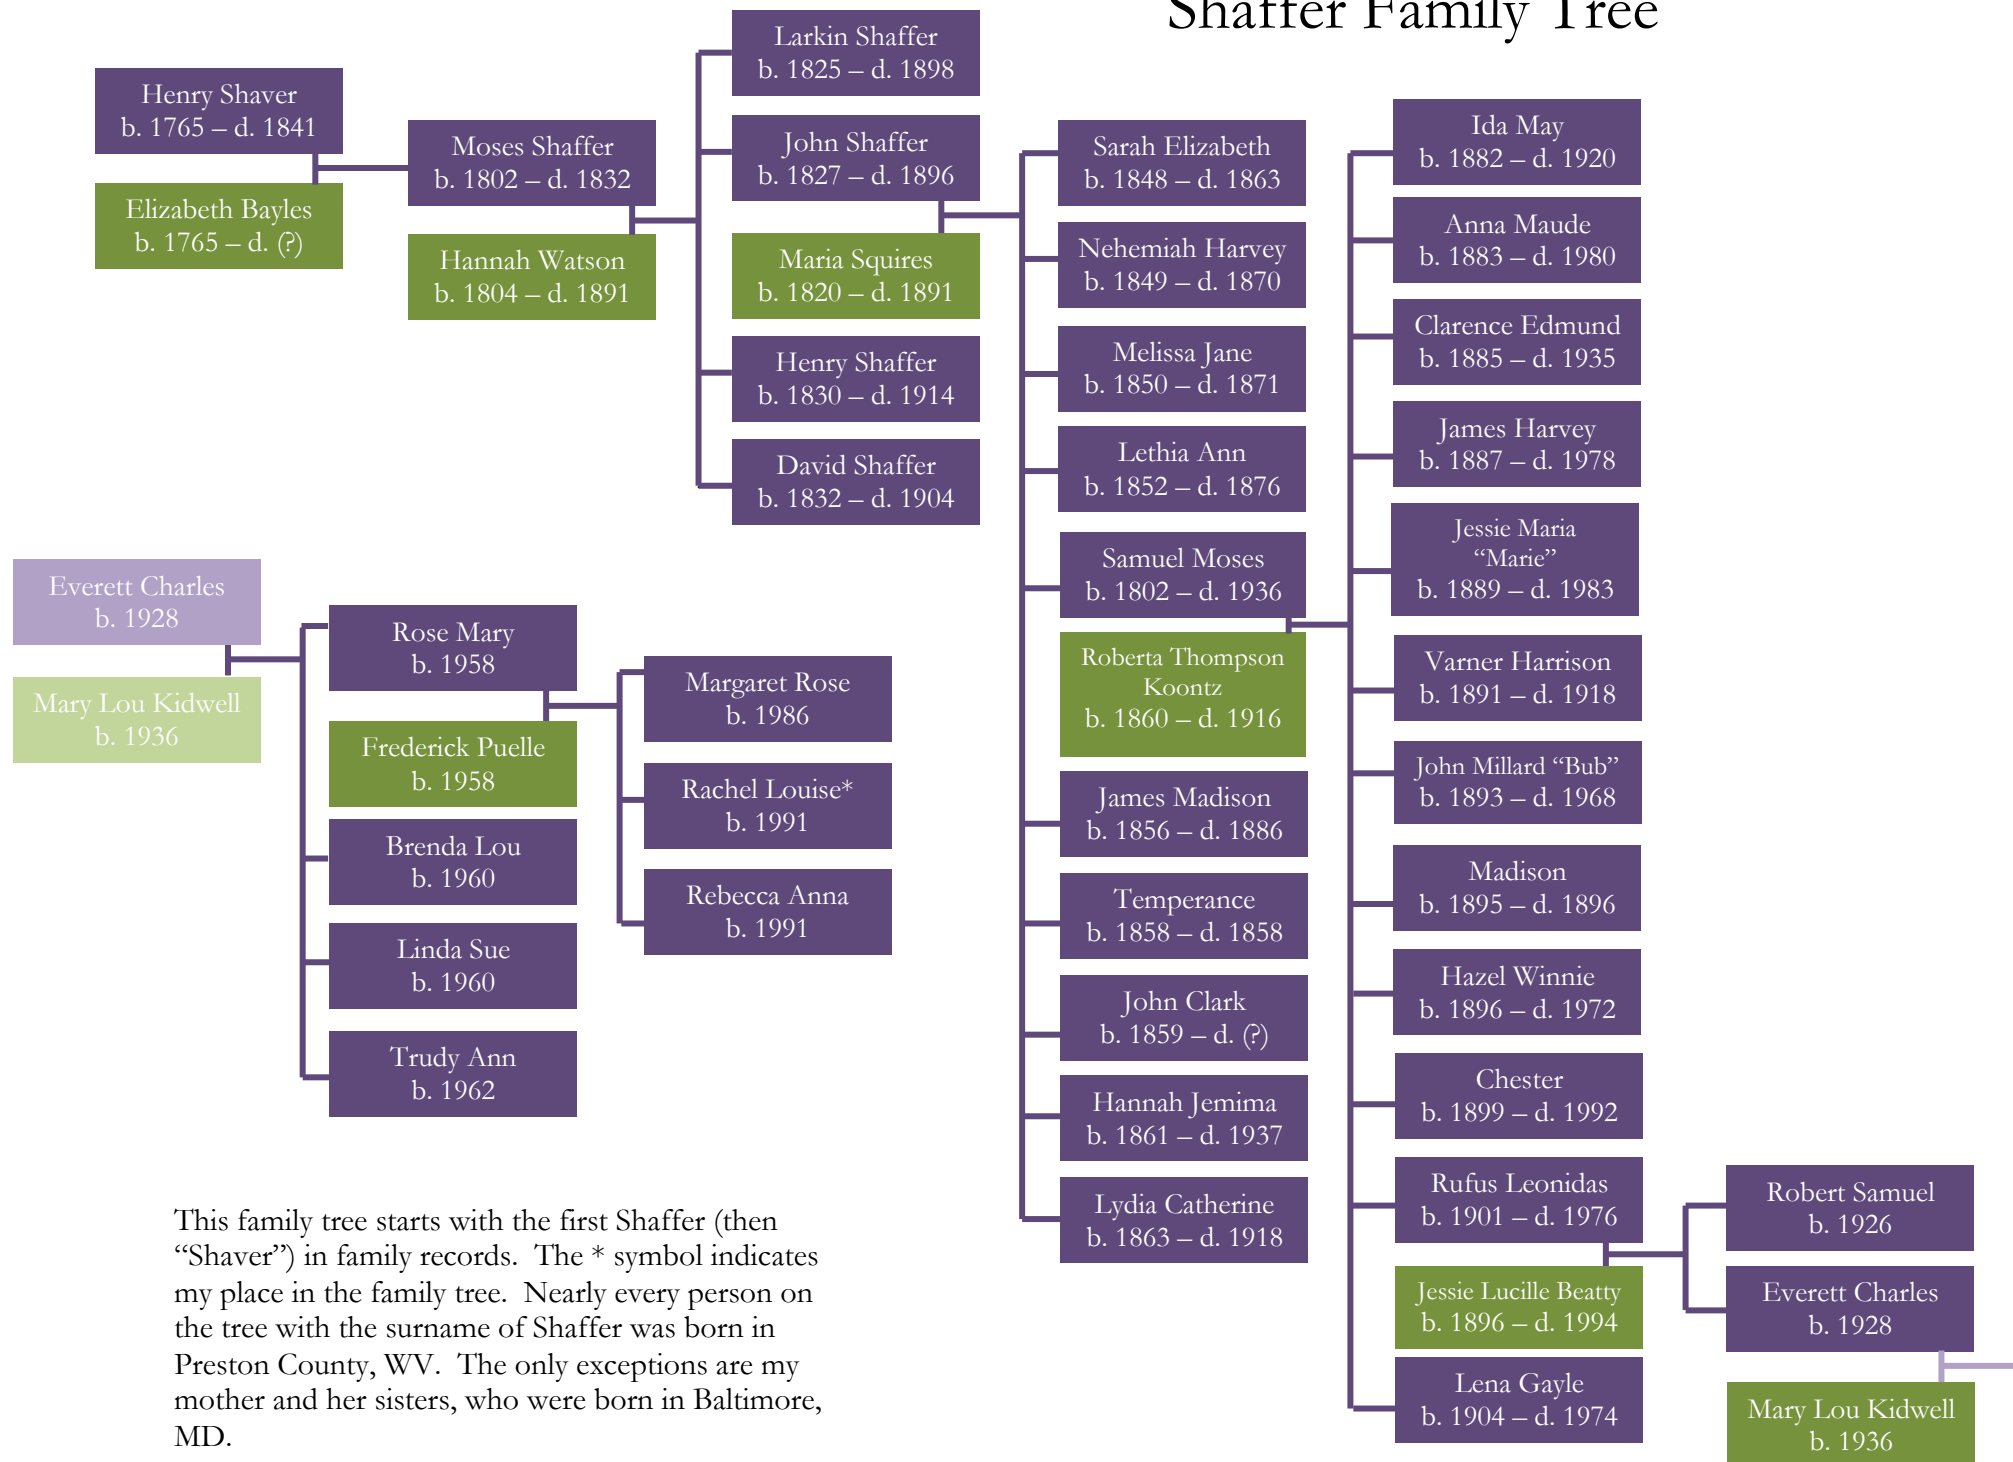 Shaffer Family Tree
Henry Shaver
b. 1765 – d. 1841
Elizabeth Bayles
b. 1765 – d. (?)
Moses Shaffer
b. 1802 – d. 1832
Hannah Watson
b. 1804 – d. 1891
Larkin Shaffer
b. 1825 – d. 1898
John Shaffer
b. 1827 – d. 1896
Maria Squires
b. 1820 – d. 1891
Henry Shaffer
b. 1830 – d. 1914
David Shaffer
b. 1832 – d. 1904
Sarah Elizabeth
b. 1848 – d. 1863
Nehemiah Harvey
b. 1849 – d. 1870
Melissa Jane
b. 1850 – d. 1871
Lethia Ann
b. 1852 – d. 1876
Samuel Moses
b. 1802 – d. 1936
Roberta Thompson
Koontz
b. 1860 – d. 1916
James Madison
b. 1856 – d. 1886
Temperance
b. 1858 – d. 1858
John Clark
b. 1859 – d. (?)
Hannah Jemima
b. 1861 – d. 1937
Lydia Catherine
b. 1863 – d. 1918
Ida May
b. 1882 – d. 1920
Anna Maude
b. 1883 – d. 1980
Clarence Edmund
b. 1885 – d. 1935
James Harvey
b. 1887 – d. 1978
Jessie Maria
“Marie”
b. 1889 – d. 1983
Varner Harrison
b. 1891 – d. 1918
John Millard “Bub”
b. 1893 – d. 1968
Madison
b. 1895 – d. 1896
Hazel Winnie
b. 1896 – d. 1972
Chester
b. 1899 – d. 1992
Rufus Leonidas
b. 1901 – d. 1976
Jessie Lucille Beatty
b. 1896 – d. 1994
Lena Gayle
b. 1904 – d. 1974
Robert Samuel
b. 1926
Everett Charles
b. 1928
Mary Lou Kidwell
b. 1936
Everett Charles
b. 1928
Mary Lou Kidwell
b. 1936
Rose Mary
b. 1958
Frederick Puelle
b. 1958
Brenda Lou
b. 1960
Linda Sue
b. 1960
Trudy Ann
b. 1962
Margaret Rose
b. 1986
Rachel Louise*
b. 1991
Rebecca Anna
b. 1991
This family tree starts with the first Shaffer (then
“Shaver”) in family records.  The * symbol indicates
my place in the family tree.  Nearly every person on
the tree with the surname of Shaffer was born in
Preston County, WV.  The only exceptions are my
mother and her sisters, who were born in Baltimore,
MD.